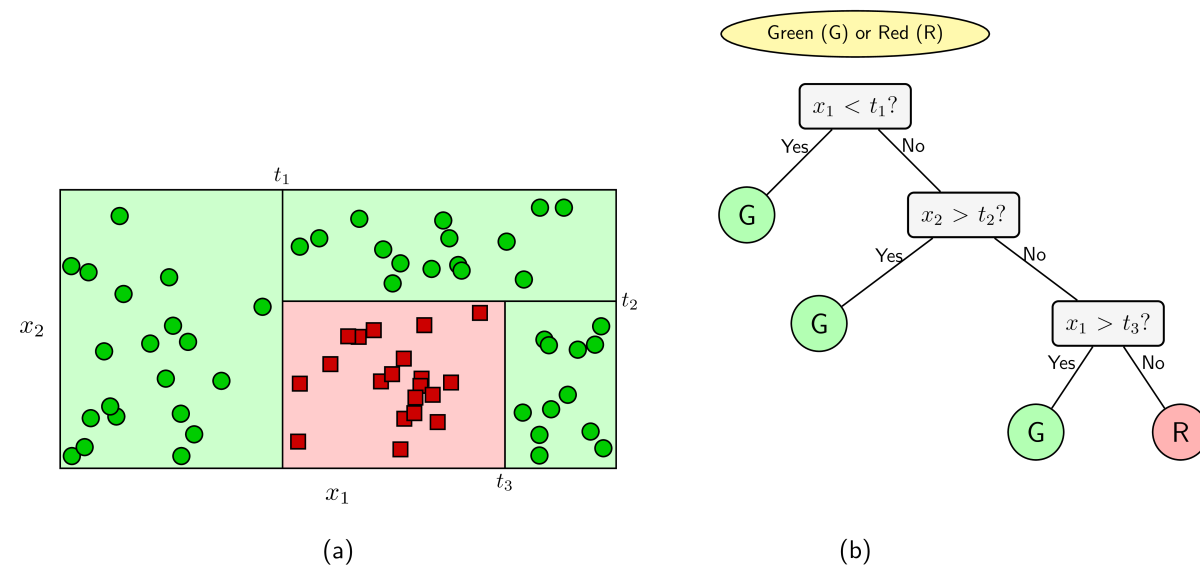 t₁
t₂
x₂
t₃
x₁
(a)
Green (G) or Red (R)
x₁ < t₁?
Yes
No
G
x₂ > t₂?
Yes
No
G
x₁ > t₃?
Yes
No
G
R
(b)